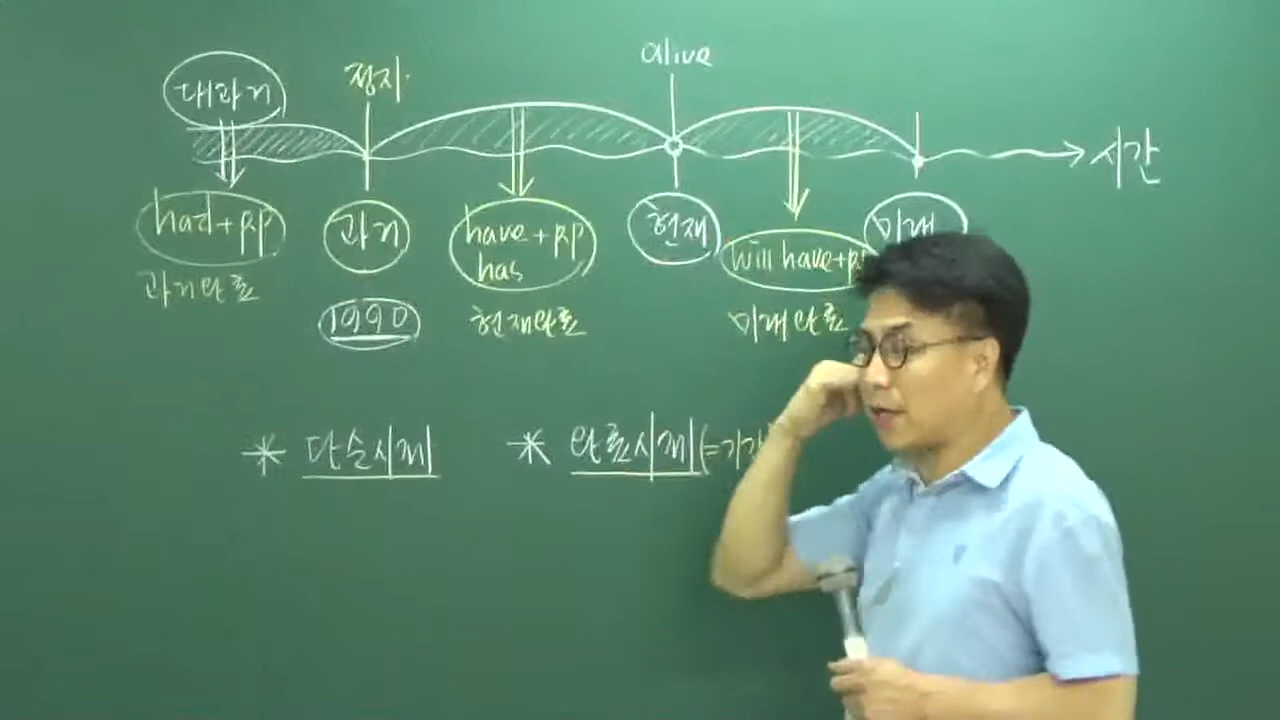 alive
대과거 정지
시간
had+PP 과거 have+PP 현재 미래
has will have+P
과거완료 1990 현재완료 미래완료
* 단순시제 * 완료시제(=기간